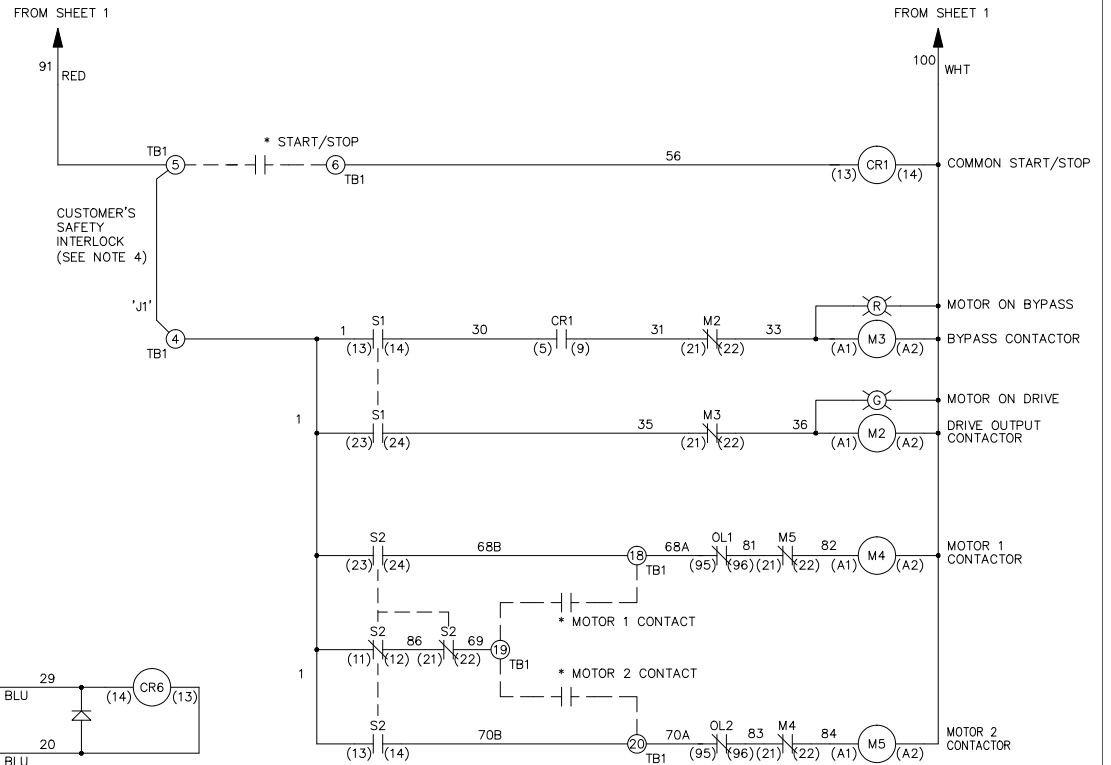 FROM SHEET 1
FROM SHEET 1
91
RED
100
WHT
TB1
5
* START/STOP
6
TB1
56
CR1
(13)
(14)
COMMON START/STOP
CUSTOMER'S
SAFETY
INTERLOCK
(SEE NOTE 4)
'J1'
4
TB1
R
MOTOR ON BYPASS
1
S1
(13)
(14)
30
CR1
(5)
(9)
31
M2
(21)
(22)
33
M3
(A1)
(A2)
BYPASS CONTACTOR
G
MOTOR ON DRIVE
1
S1
(23)
(24)
35
M3
(21)
(22)
36
M2
(A1)
(A2)
DRIVE OUTPUT
CONTACTOR
S2
(23)
(24)
68B
18
TB1
68A
OL1
(95)
(96)
81
M5
(21)
(22)
82
M4
(A1)
(A2)
MOTOR 1
CONTACTOR
* MOTOR 1 CONTACT
1
S2
(11)
(12)
86
S2
(21)
(22)
69
19
TB1
* MOTOR 2 CONTACT
S2
(13)
(14)
70B
20
TB1
70A
OL2
(95)
(96)
83
M4
(21)
(22)
84
M5
(A1)
(A2)
MOTOR 2
CONTACTOR
29
BLU
CR6
(14)
(13)
20
BLU